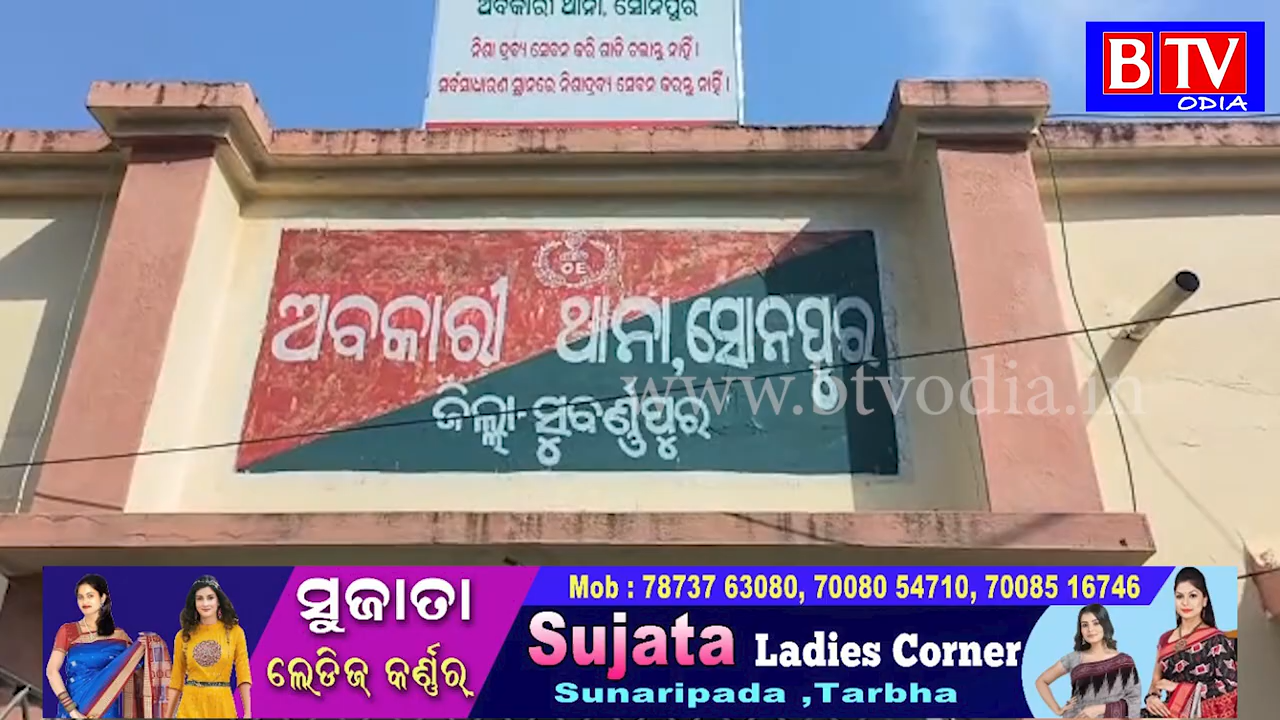 ଅବକାରୀ ଥାନା, ସୋନପୁର
ନିଶା ଦ୍ରବ୍ୟ ସେବନ କରି ଗାଡି ଚଲାନ୍ତୁ ନାହିଁ ।
ସର୍ବସାଧାରଣ ସ୍ଥାନରେ ନିଶାଦ୍ରବ୍ୟ ସେବନ କରନ୍ତୁ ନାହିଁ ।
BTV
ODIA
OE
ଅବକାରୀ ଥାନା,ସୋନପୁର
ଜିଲ୍ଲା-ସୁବର୍ଣ୍ଣପୁର
www.btvodia.in
ସୁଜାତା
ଲେଡିଜ୍ କର୍ଣ୍ଣର୍
Mob : 78737 63080, 70080 54710, 70085 16746
Sujata Ladies Corner
Sunaripada ,Tarbha